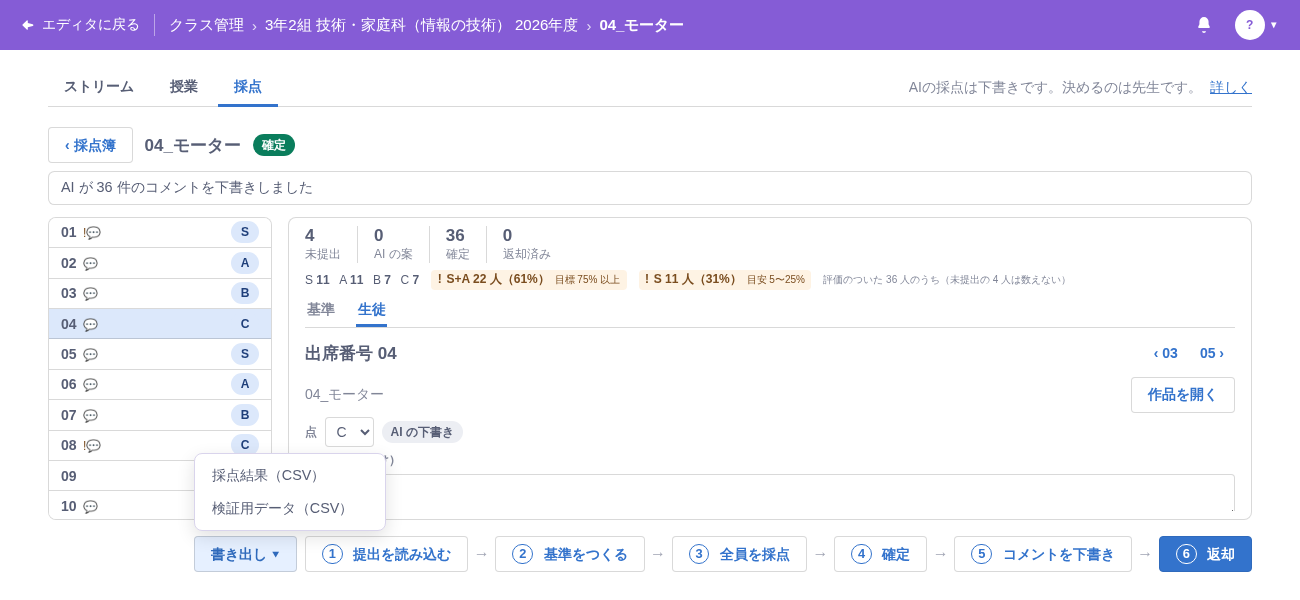 エディタに戻る
クラス管理 › 3年2組 技術・家庭科（情報の技術） 2026年度 › 04_モーター
?
ストリーム 授業 採点
AIの採点は下書きです。決めるのは先生です。 詳しく
‹ 採点簿 04_モーター 確定
AI が 36 件のコメントを下書きしました
01 ! S
02 A
03 B
04 C
05 S
06 A
07 B
08 ! C
09
10
4 0 36 0
未提出 AI の案 確定 返却済み
S 11 A 11 B 7 C 7 ! S+A 22 人（61%） 目標 75% 以上 ! S 11 人（31%） 目安 5〜25% 評価のついた 36 人のうち（未提出の 4 人は数えない）
基準 生徒
出席番号 04 ‹ 03 05 ›
04_モーター 作品を開く
点 C AI の下書き
採点結果（CSV）
検証用データ（CSV）
書き出し ▾ 1 提出を読み込む → 2 基準をつくる → 3 全員を採点 → 4 確定 → 5 コメントを下書き → 6 返却